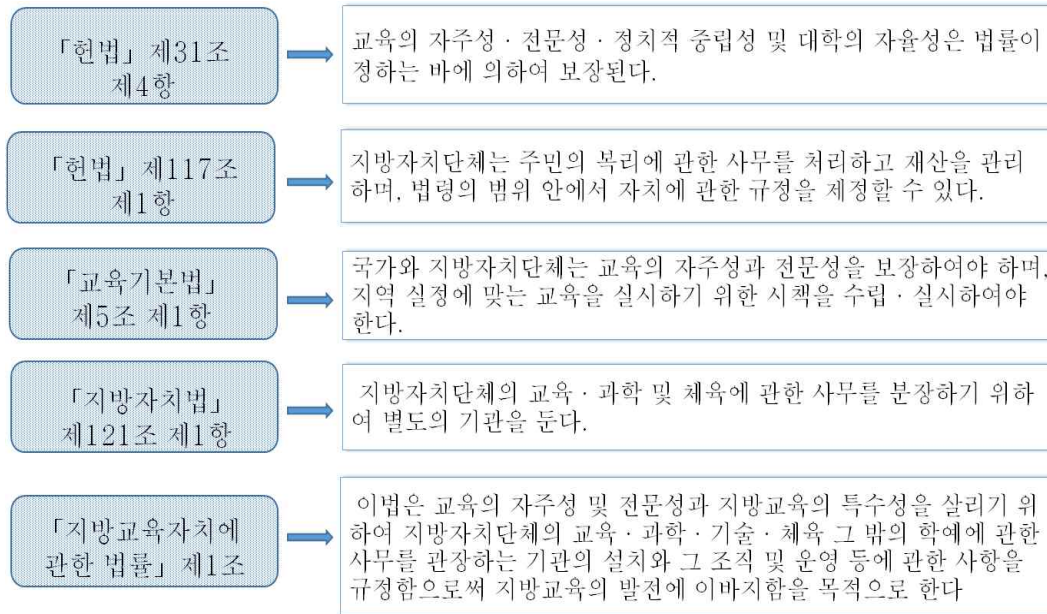 「헌법」 제31조
제4항
교육의 자주성 · 전문성 · 정치적 중립성 및 대학의 자율성은 법률이
정하는 바에 의하여 보장된다.
「헌법」 제117조
제1항
지방자치단체는 주민의 복리에 관한 사무를 처리하고 재산을 관리
하며, 법령의 범위 안에서 자치에 관한 규정을 제정할 수 있다.
「교육기본법」
제5조 제1항
국가와 지방자치단체는 교육의 자주성과 전문성을 보장하여야 하며,
지역 실정에 맞는 교육을 실시하기 위한 시책을 수립 · 실시하여야
한다.
「지방자치법」
제121조 제1항
지방자치단체의 교육 · 과학 및 체육에 관한 사무를 분장하기 위하
여 별도의 기관을 둔다.
「지방교육자치에
관한 법률」 제1조
이법은 교육의 자주성 및 전문성과 지방교육의 특수성을 살리기 위
하여 지방자치단체의 교육 · 과학 · 기술 · 체육 그 밖의 학예에 관한
사무를 관장하는 기관의 설치와 그 조직 및 운영 등에 관한 사항을
규정함으로써 지방교육의 발전에 이바지함을 목적으로 한다